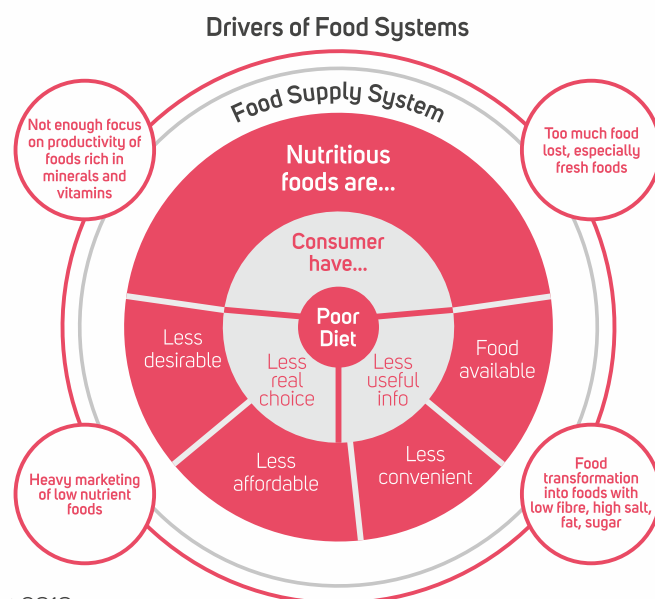 Drivers of Food Systems
Food Supply System
Not enough focus
on productivity of
foods rich in
minerals and
vitamins
Too much food
lost, especially
fresh foods
Nutritious
foods are...
Consumer
have...
Poor
Diet
Less
desirable
Less
real
choice
Less
useful
info
Food
available
Less
affordable
Less
convenient
Heavy marketing
of low nutrient
foods
Food
transformation
into foods with
low fibre, high salt,
fat, sugar